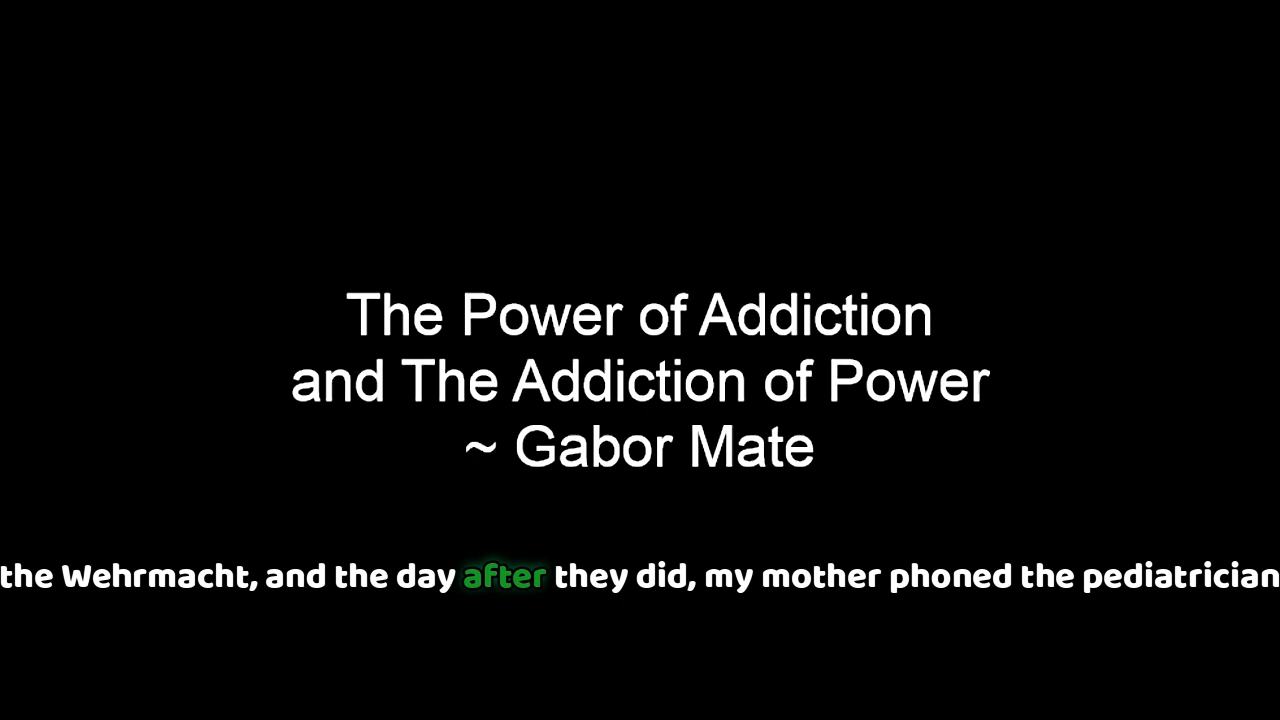 The Power of Addiction
and The Addiction of Power
~ Gabor Mate
the Wehrmacht, and the day after they did, my mother phoned the pediatrician